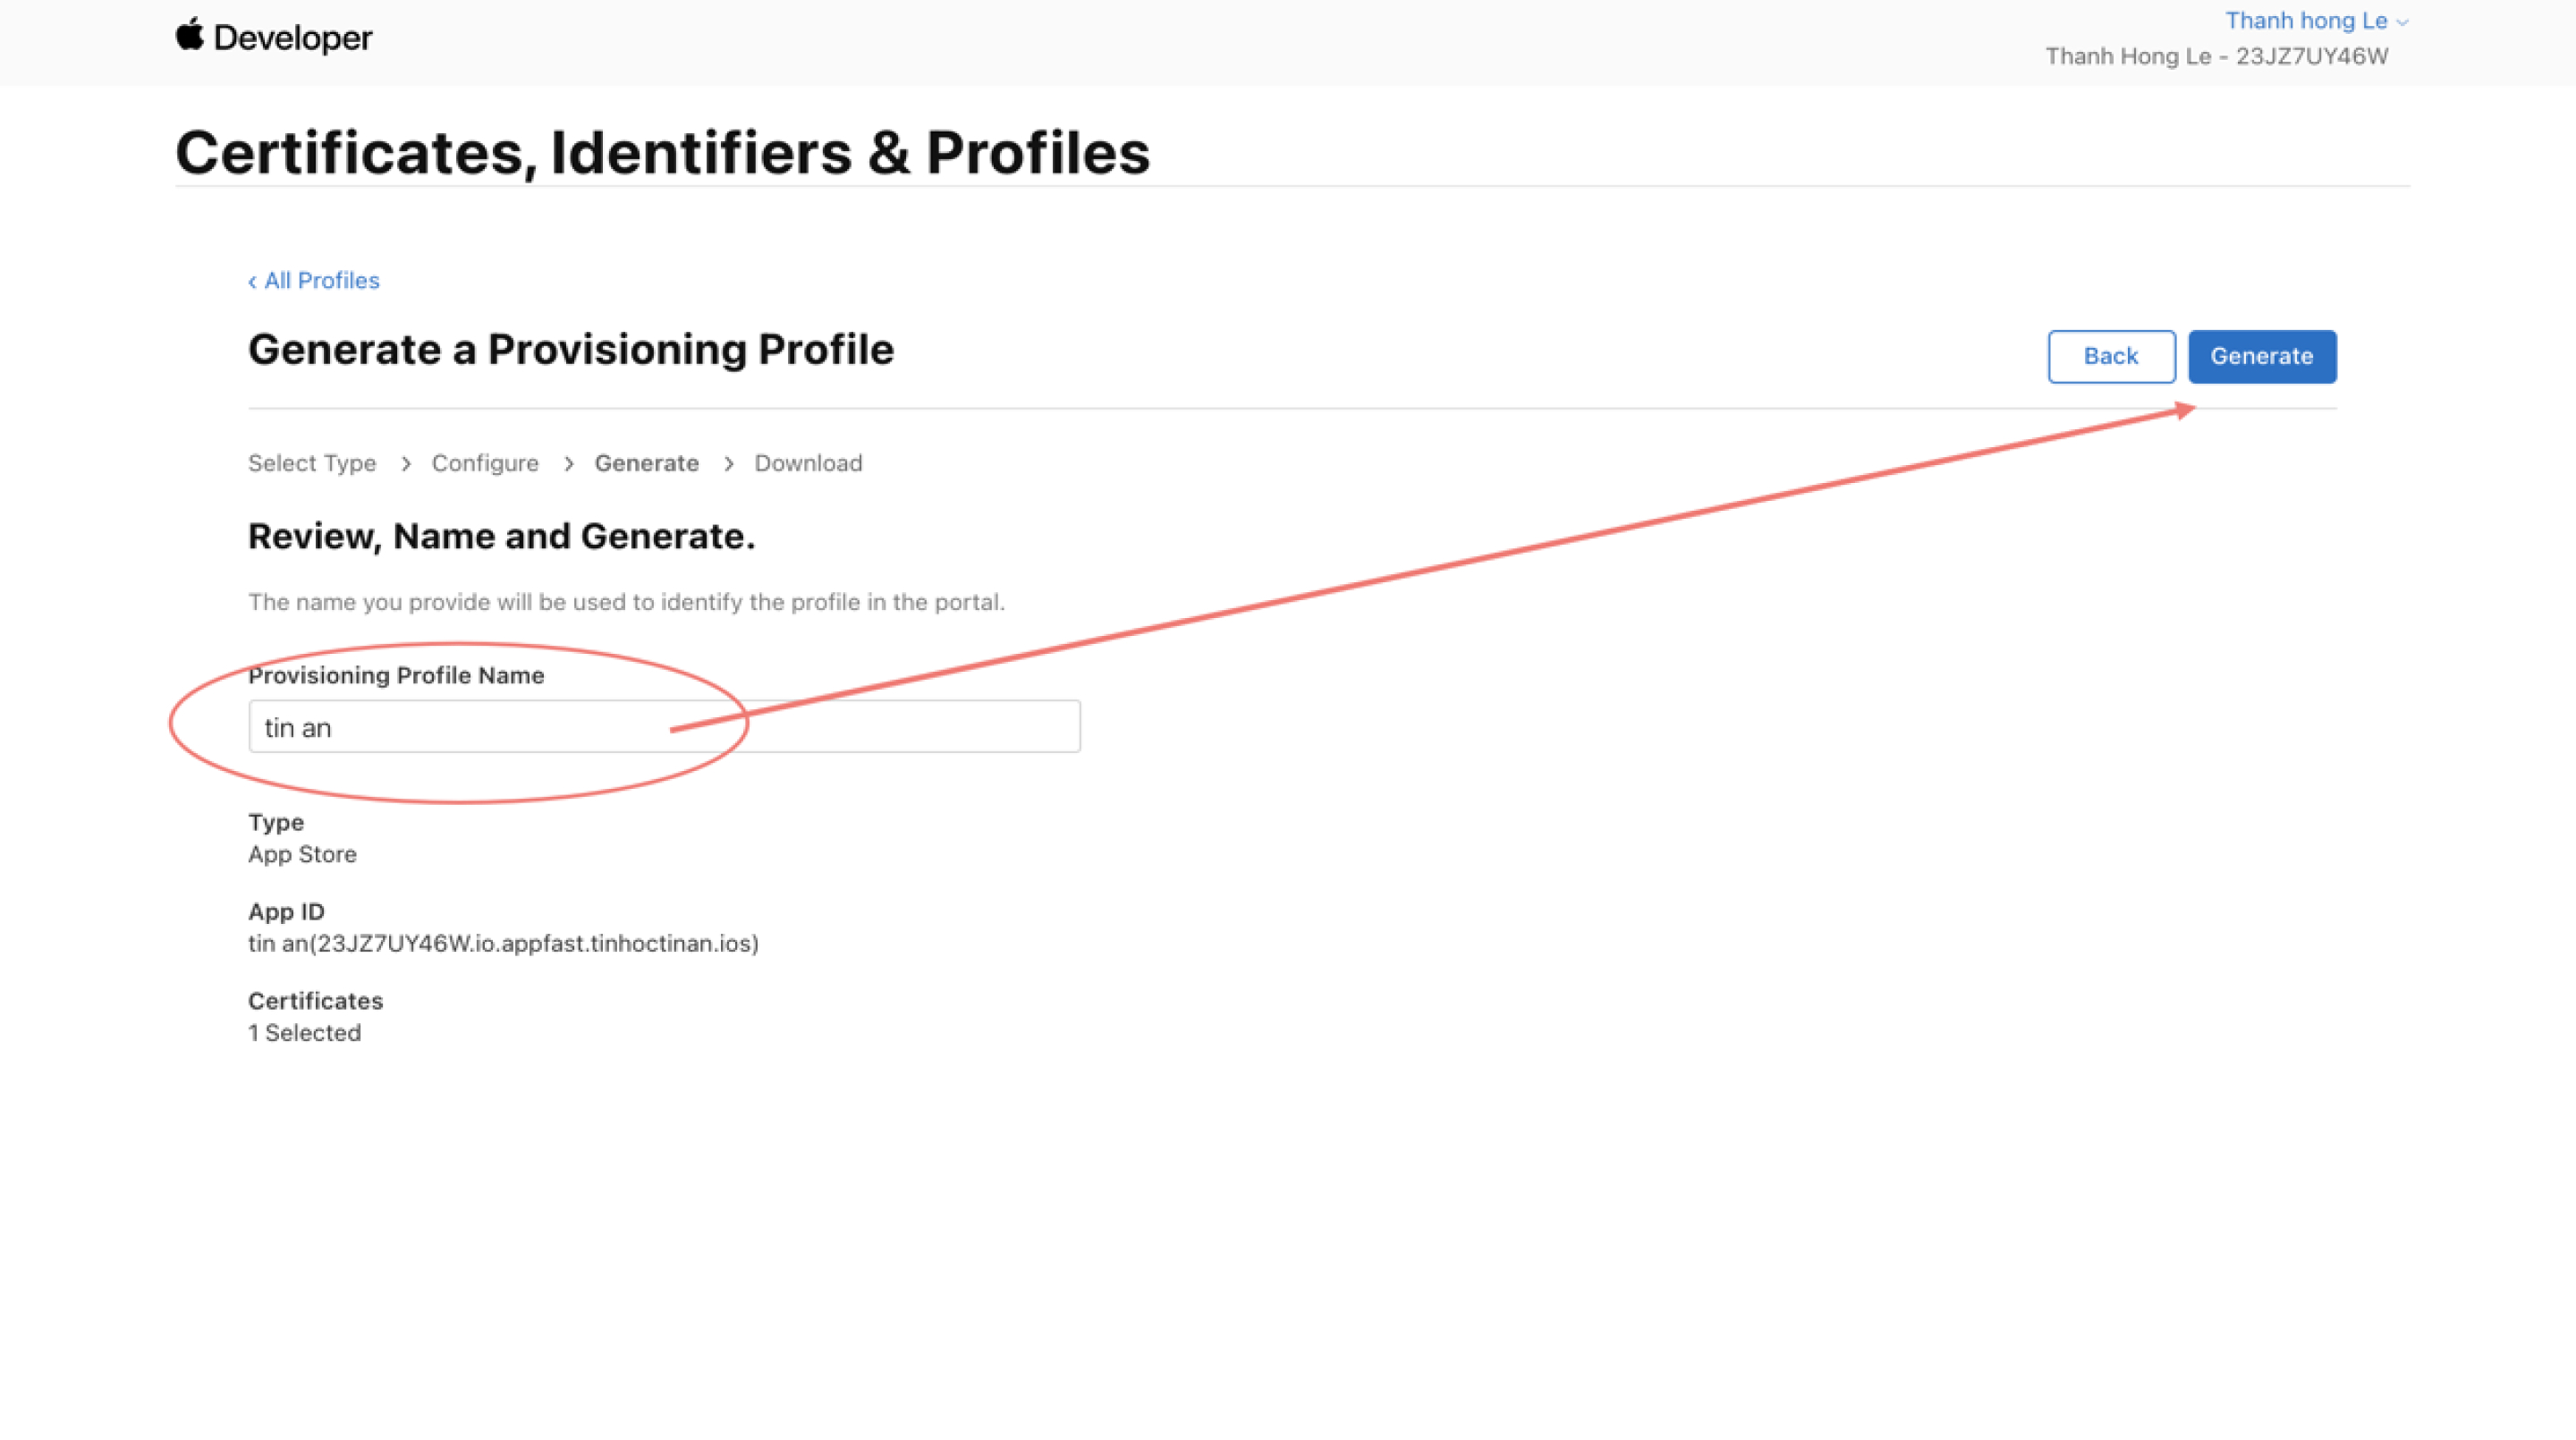 Developer
Thanh hong Le
Thanh Hong Le - 23JZ7UY46W
Certificates, Identifiers & Profiles
‹ All Profiles
Generate a Provisioning Profile
Back
Generate
Select Type > Configure > Generate > Download
Review, Name and Generate.
The name you provide will be used to identify the profile in the portal.
Provisioning Profile Name
tin an
Type
App Store
App ID
tin an(23JZ7UY46W.io.appfast.tinhoctinan.ios)
Certificates
1 Selected